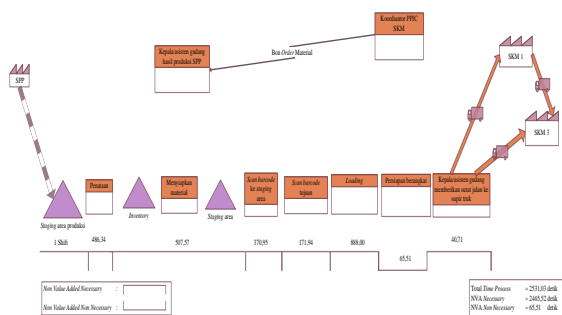 Koordiantor PPIC
SKM
Kepala/asisten gudang
hasil produksi SPP
Bon Order Material
SKM 1
SPP
SKM 3
Penataan
Menyiapkan
material
Scan barcode
ke staging
area
Scan barcode
tujuan
Loading
Persiapan berangkat
Kepala/asisten gudang
memberikan surat jalan ke
supir truk
Staging area produksi
Inventory
Staging area
1 Shift
486,34
507,57
370,95
171,94
888,00
65,51
40,71
Non Value Added Necessary :
Non Value Added Non Necessary :
Total Time Process = 2531,03 detik
NVA Necessary = 2465,52 detik
NVA Non Necessary = 65,51 detik